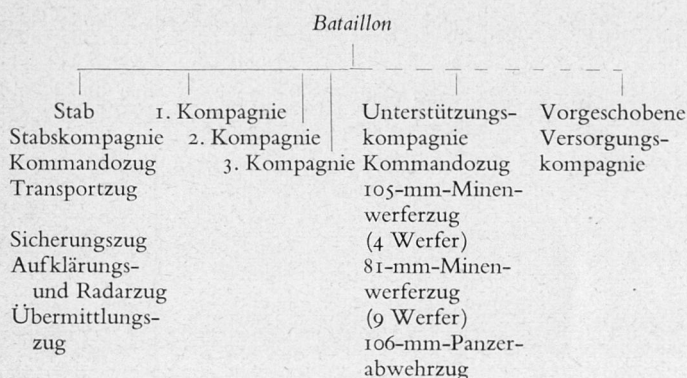 Bataillon
Stab
Stabskompagnie
Kommandozug
Transportzug
Sicherungszug
Aufklärungs-
und Radarzug
Übermittlungs-
zug
1. Kompagnie
2. Kompagnie
3. Kompagnie
Unterstützungs-
kompagnie
Kommandozug
105-mm-Minen-
werferzug
(4 Werfer)
81-mm-Minen-
werferzug
(9 Werfer)
106-mm-Panzer-
abwehrzug
Vorgeschobene
Versorgungs-
kompagnie